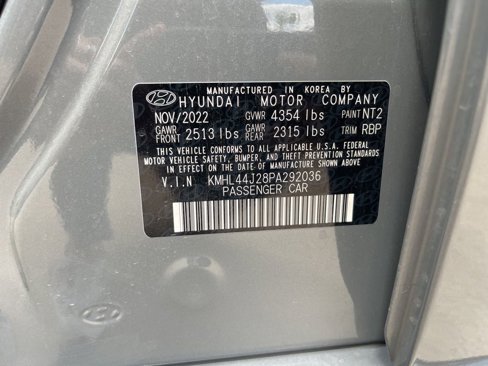 MANUFACTURED IN KOREA BY
HYUNDAI MOTOR COMPANY
NOV/2022 GVWR 4354 lbs PAINT NT2
GAWR FRONT 2513 lbs GAWR REAR 2315 lbs TRIM RBP
THIS VEHICLE CONFORMS TO ALL APPLICABLE U.S.A. FEDERAL
MOTOR VEHICLE SAFETY, BUMPER, AND THEFT PREVENTION STANDARDS
IN EFFECT ON THE DATE OF MANUFACTURE SHOWN ABOVE.
V.I.N KMHL44J28PA292036
PASSENGER CAR